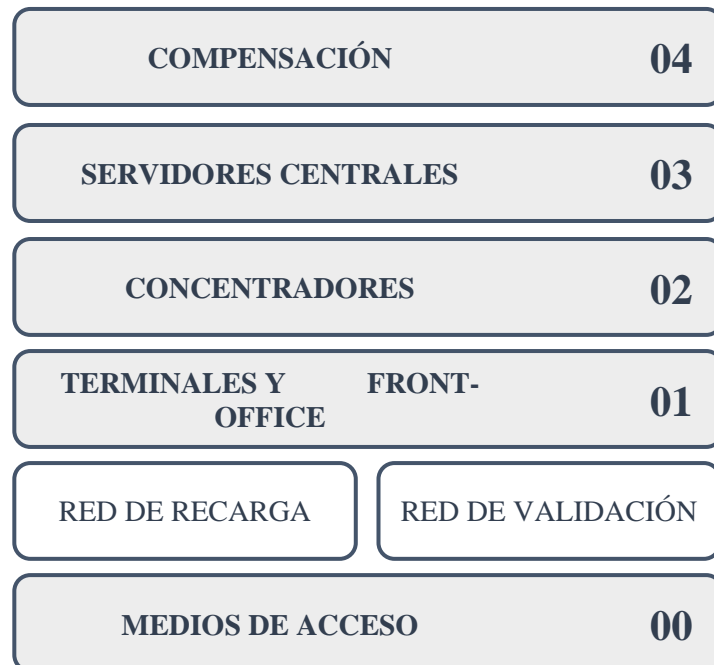 COMPENSACIÓN 04
SERVIDORES CENTRALES 03
CONCENTRADORES 02
TERMINALES Y FRONT-
OFFICE 01
RED DE RECARGA RED DE VALIDACIÓN
MEDIOS DE ACCESO 00